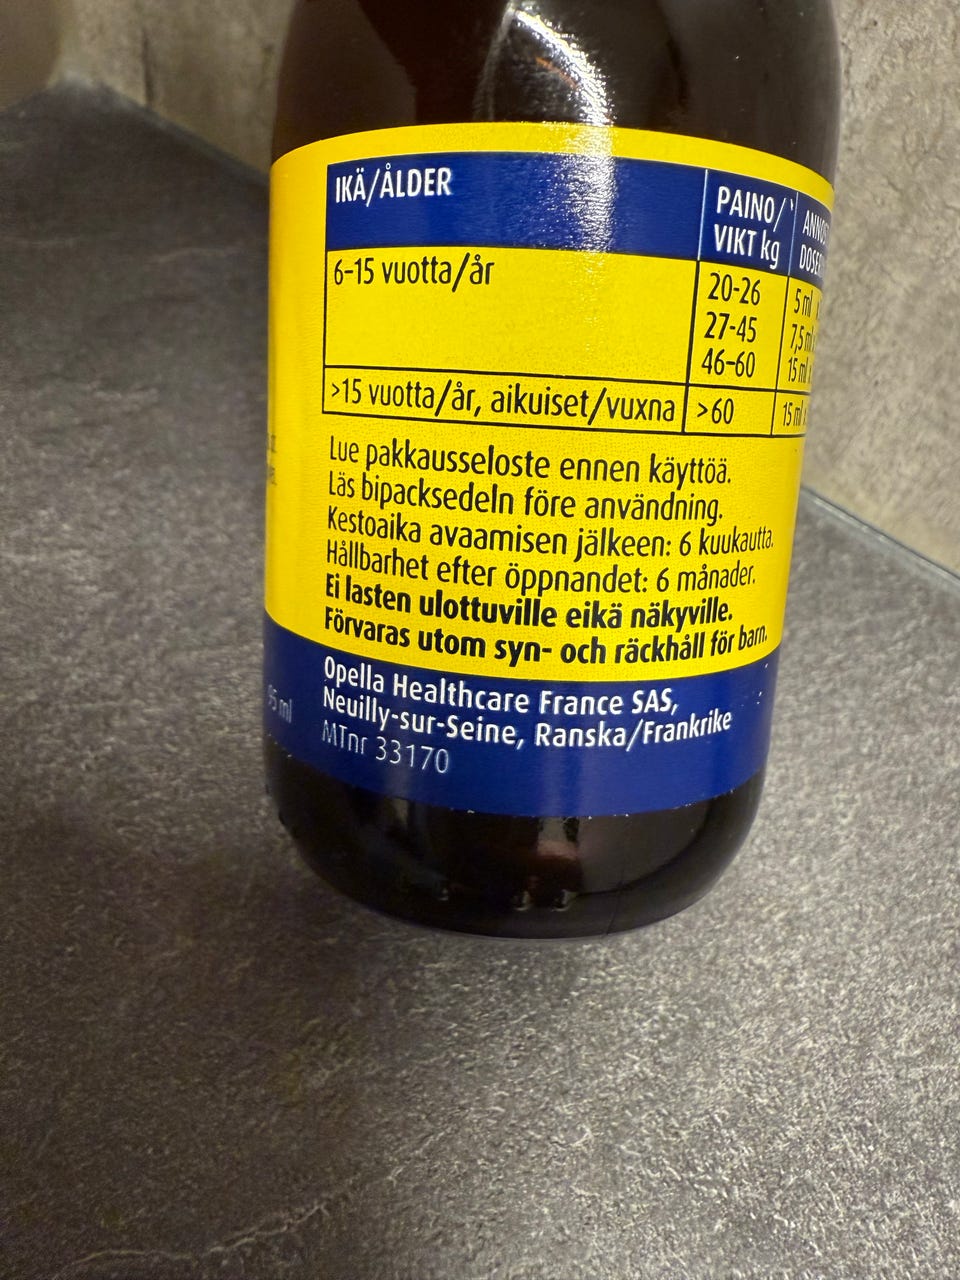 IKÄ/ÅLDER
PAINO/
VIKT kg
6-15 vuotta/år
20-26
5 ml
27-45
7,5 ml
46-60
15 ml
>15 vuotta/år, aikuiset/vuxna
>60
15 ml
Lue pakkausseloste ennen käyttöä.
Läs bipacksedeln före användning.
Kestoaika avaamisen jälkeen: 6 kuukautta.
Hållbarhet efter öppnandet: 6 månader.
Ei lasten ulottuville eikä näkyville.
Förvaras utom syn- och räckhåll för barn.
Opella Healthcare France SAS,
Neuilly-sur-Seine, Ranska/Frankrike
MTnr 33170
ml